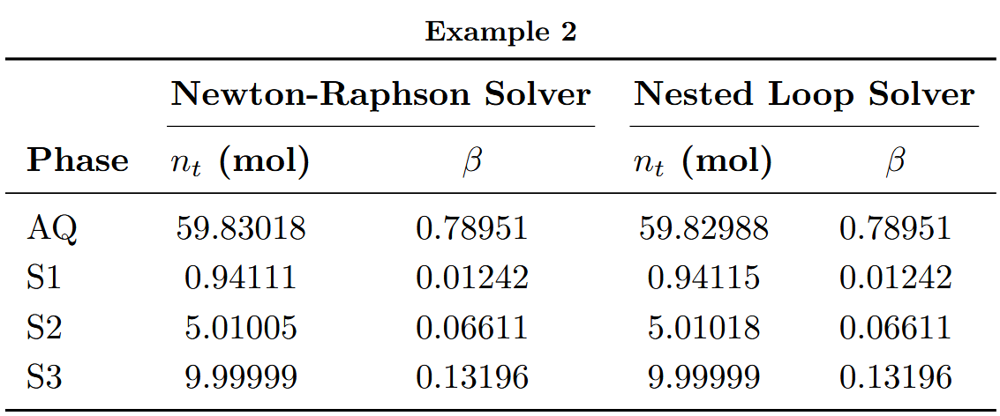 Example 2
Newton-Raphson Solver Nested Loop Solver
Phase n_t (mol) β n_t (mol) β
AQ 59.83018 0.78951 59.82988 0.78951
S1 0.94111 0.01242 0.94115 0.01242
S2 5.01005 0.06611 5.01018 0.06611
S3 9.99999 0.13196 9.99999 0.13196